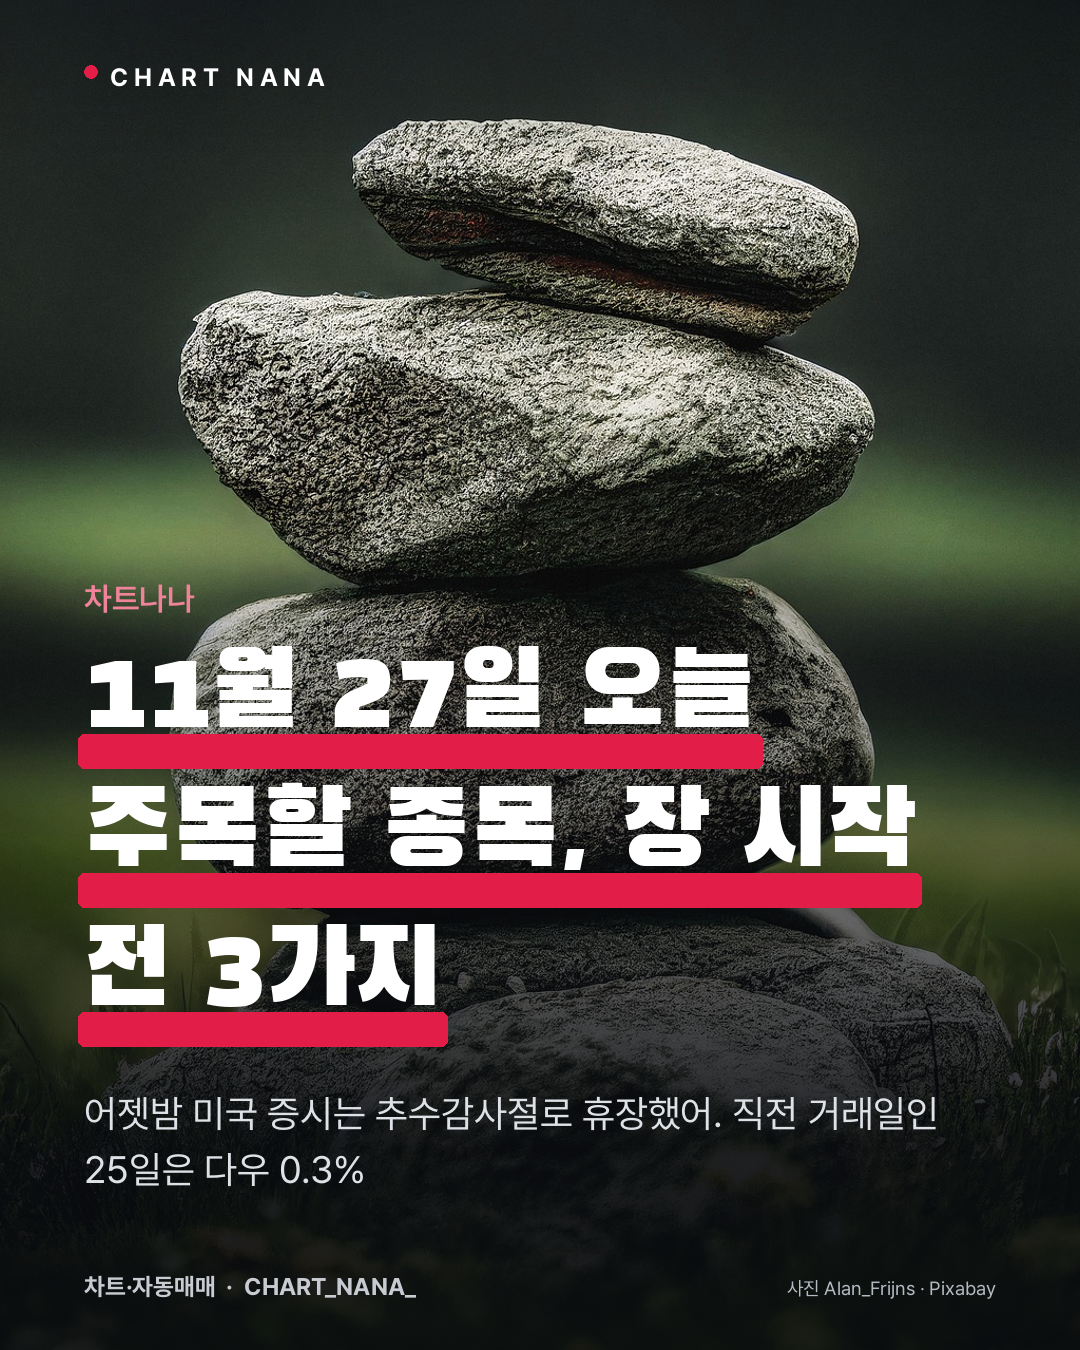 CHART NANA
차트나나
11월 27일 오늘
주목할 종목, 장 시작
전 3가지
어젯밤 미국 증시는 추수감사절로 휴장했어. 직전 거래일인
25일은 다우 0.3%
차트·자동매매 · CHART_NANA_
사진 Alan_Frijns · Pixabay